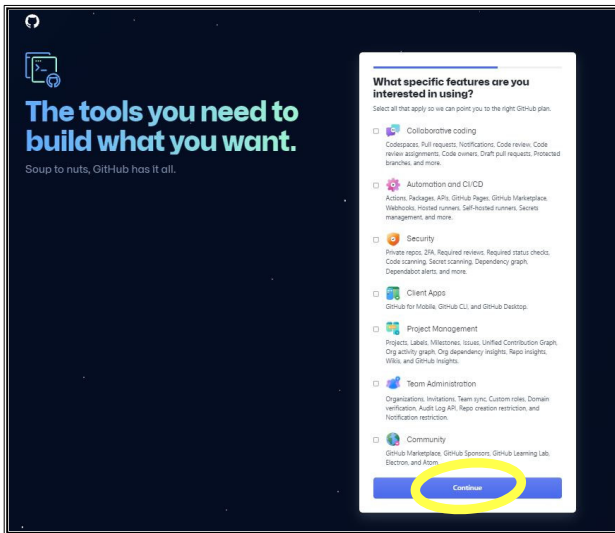 The tools you need to
build what you want.
Soup to nuts, GitHub has it all.
What specific features are you
interested in using?
Select all that apply so we can point you to the right GitHub plan.
Collaborative coding
Codespaces, Pull requests, Notifications, Code review, Code
review assignments, Code owners, Draft pull requests, Protected
branches, and more.
Automation and CI/CD
Actions, Packages, APIs, GitHub Pages, GitHub Marketplace,
Webhooks, Hosted runners, Self-hosted runners, Secrets
management, and more.
Security
Private repos, 2FA, Required reviews, Required status checks,
Code scanning, Secret scanning, Dependency graph,
Dependabot alerts, and more.
Client Apps
GitHub for Mobile, GitHub CLI, and GitHub Desktop.
Project Management
Projects, Labels, Milestones, Issues, Unified Contribution Graph,
Org activity graph, Org dependency insights, Repo insights,
Wikis, and GitHub Insights.
Team Administration
Organizations, Invitations, Team sync, Custom roles, Domain
verification, Audit Log API, Repo creation restriction, and
Notification restriction.
Community
GitHub Marketplace, GitHub Sponsors, GitHub Learning Lab,
Electron, and Atom.
Continue